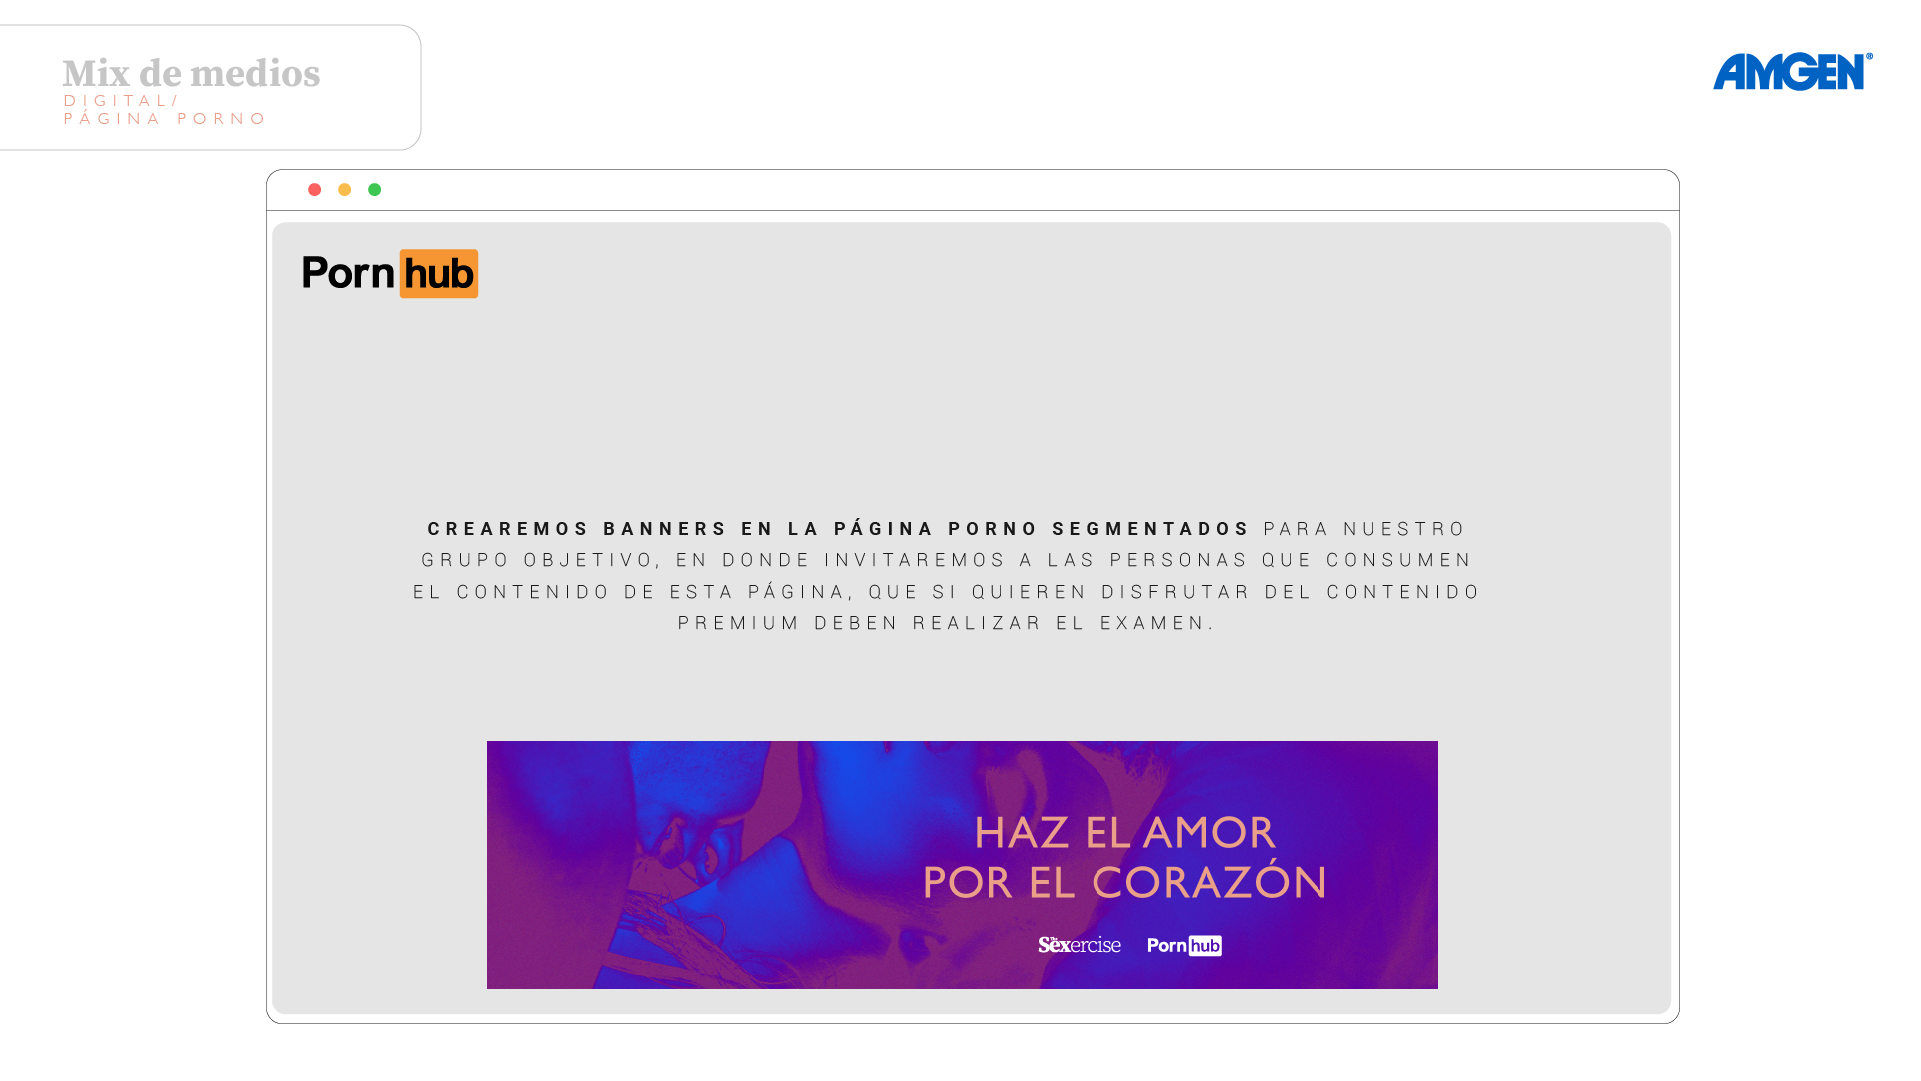 Mix de medios
DIGITAL/
PÁGINA PORNO
AMGEN®
Pornhub
CREAREMOS BANNERS EN LA PÁGINA PORNO SEGMENTADOS PARA NUESTRO
GRUPO OBJETIVO, EN DONDE INVITAREMOS A LAS PERSONAS QUE CONSUMEN
EL CONTENIDO DE ESTA PÁGINA, QUE SI QUIEREN DISFRUTAR DEL CONTENIDO
PREMIUM DEBEN REALIZAR EL EXAMEN.
HAZ EL AMOR
POR EL CORAZÓN
The Sexercise Pornhub